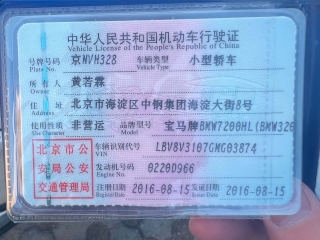 中华人民共和国机动车行驶证
Vehicle License of the People's Republic of China
号牌号码 京NVH328 车辆类型 小型轿车
Plate No. Vehicle Type
所有人 黄若霖
Owner
住址 北京市海淀区中钢集团海淀大街8号
Address
使用性质 非营运 品牌型号 宝马牌BMW7200HL(BMW326
Use Character Model
北京市公 车辆识别代号 LBV8V3107GMG03874
VIN
安局公安 发动机号码 02200966
Engine No.
交通管理局 注册日期 2016-08-15 发证日期 2016-08-15
Register Date Issue Date